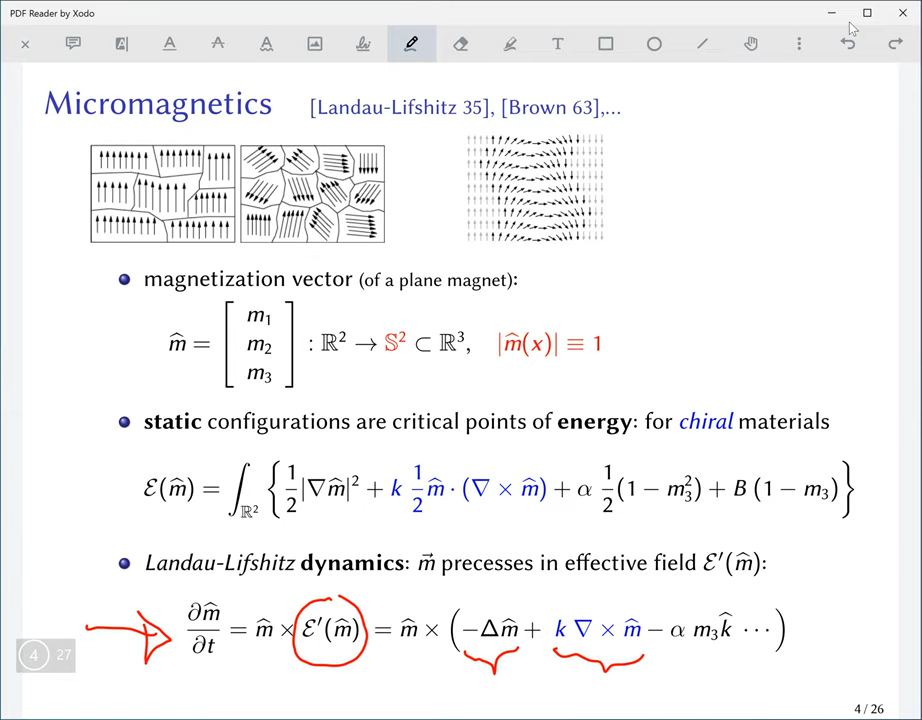 PDF Reader by Xodo
Micromagnetics [Landau-Lifshitz 35], [Brown 63],...
magnetization vector (of a plane magnet):
m̂ = [ m₁ m₂ m₃ ] : ℝ² → 𝕊² ⊂ ℝ³, |m̂(x)| ≡ 1
static configurations are critical points of energy: for chiral materials
ℰ(m̂) = ∫_ℝ² { 1/2 |∇m̂|² + k 1/2 m̂ · (∇ × m̂) + α 1/2 (1 − m₃²) + B (1 − m₃) }
Landau-Lifshitz dynamics: m⃗ precesses in effective field ℰ′(m̂):
∂m̂/∂t = m̂ × ℰ′(m̂) = m̂ × ( −Δm̂ + k ∇ × m̂ − α m₃k̂ ··· )
4 27
4 / 26